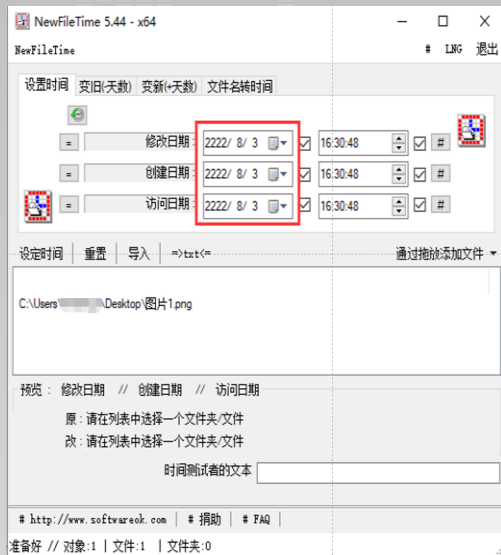 NewFileTime 5.44 - x64
NewFileTime # LNG 退出
设置时间 变旧(-天数) 变新(+天数) 文件名转时间
= 修改日期: 2222/ 8/ 3 16:30:48 #
= 创建日期: 2222/ 8/ 3 16:30:48 #
= 访问日期: 2222/ 8/ 3 16:30:48 #
设定时间 重置 导入 =>txt<= 通过拖放添加文件
C:\Users\ \Desktop\图片1.png
预览 : 修改日期 // 创建日期 // 访问日期
原 : 请在列表中选择一个文件夹/文件
改 : 请在列表中选择一个文件夹/文件
时间测试者的文本
# http://www.softwareok.com # 捐助 # FAQ
准备好 // 对象:1 | 文件:1 | 文件夹:0